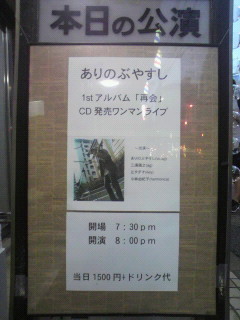 本日の公演
ありのぶやすし
1stアルバム「再会」
CD発売ワンマンライブ
開場 7:30pm
開演 8:00pm
当日1500円+ドリンク代